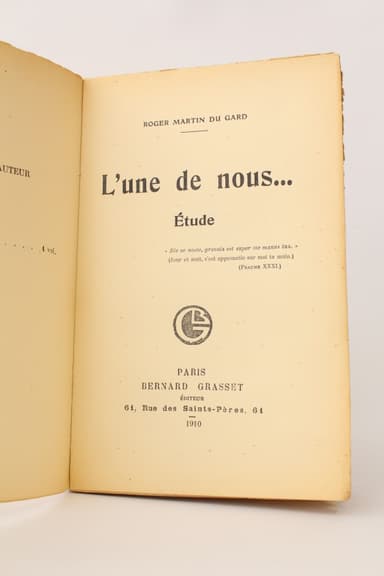 AUTEUR
. . . . . 1 vol.
ROGER MARTIN DU GARD
L'une de nous...
Étude
« Die ac nocte, gravata est super me manus tua. »
(Jour et nuit, s'est appesantie sur moi ta main.)
(PSAUME XXXI.)
BG
PARIS
BERNARD GRASSET
ÉDITEUR
61, Rue des Saints-Pères, 61
1910